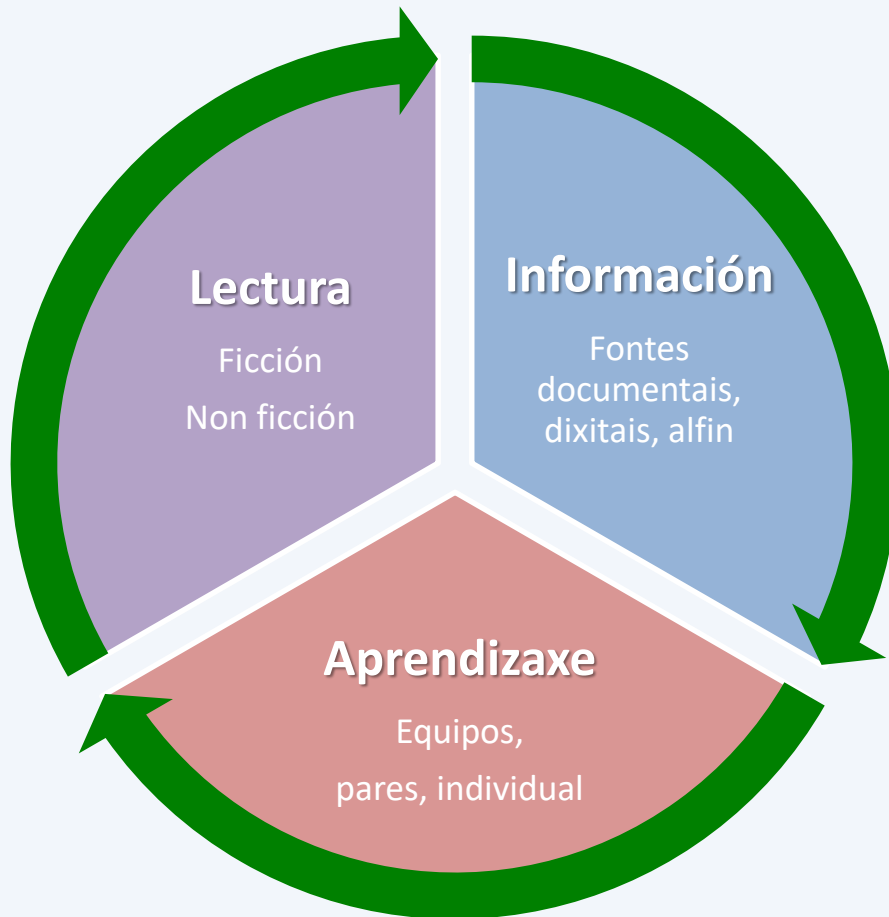 Lectura
Ficción
Non ficción
Información
Fontes
documentais,
dixitais, alfin
Aprendizaxe
Equipos,
pares, individual